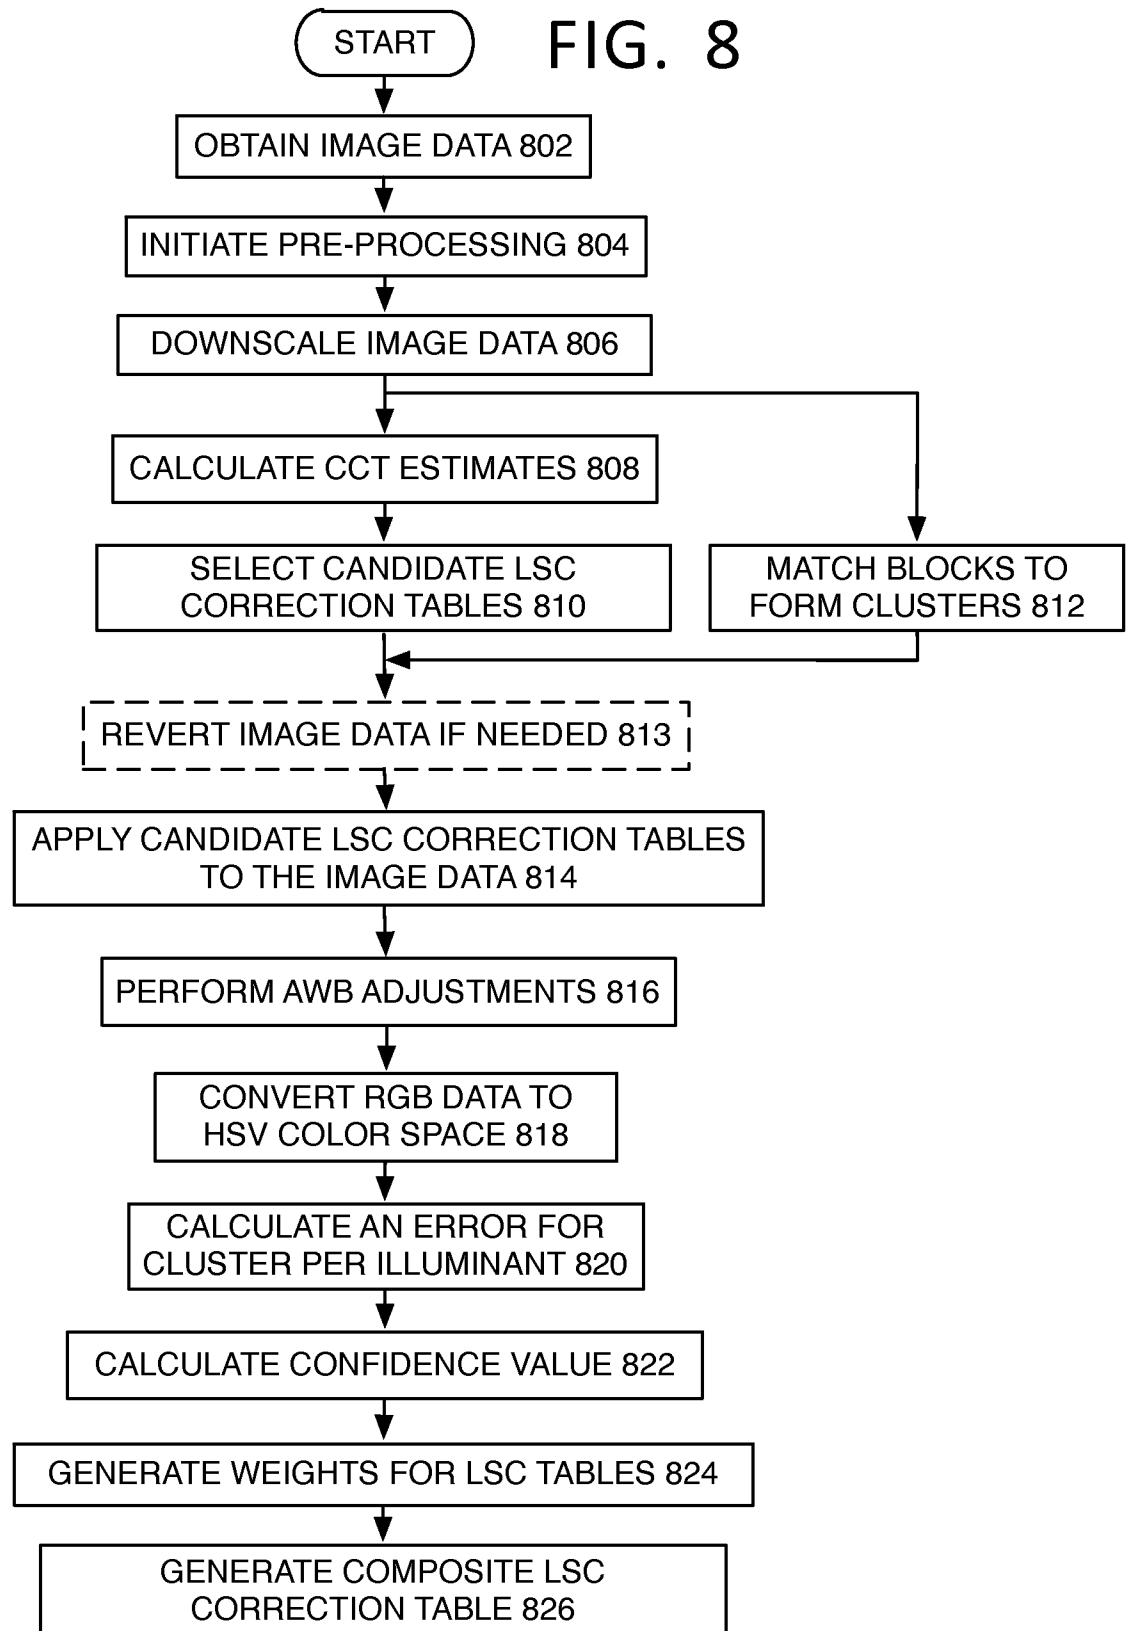 START
FIG. 8
OBTAIN IMAGE DATA 802
INITIATE PRE-PROCESSING 804
DOWNSCALE IMAGE DATA 806
CALCULATE CCT ESTIMATES 808
SELECT CANDIDATE LSC
CORRECTION TABLES 810
MATCH BLOCKS TO
FORM CLUSTERS 812
REVERT IMAGE DATA IF NEEDED 813
APPLY CANDIDATE LSC CORRECTION TABLES
TO THE IMAGE DATA 814
PERFORM AWB ADJUSTMENTS 816
CONVERT RGB DATA TO
HSV COLOR SPACE 818
CALCULATE AN ERROR FOR
CLUSTER PER ILLUMINANT 820
CALCULATE CONFIDENCE VALUE 822
GENERATE WEIGHTS FOR LSC TABLES 824
GENERATE COMPOSITE LSC
CORRECTION TABLE 826